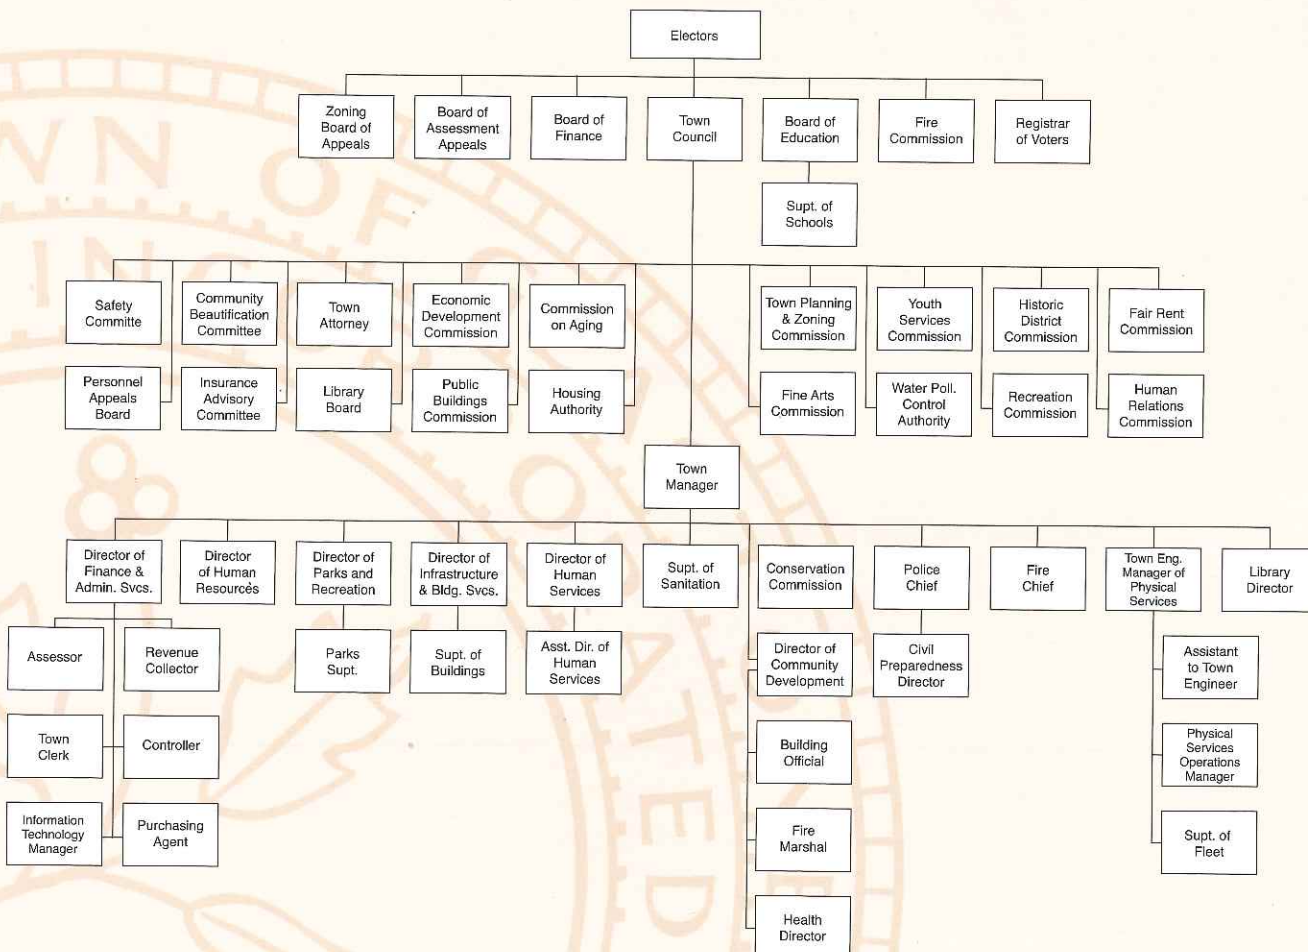 Electors
Zoning
Board of
Appeals
Board of
Assessment
Appeals
Board of
Finance
Town
Council
Board of
Education
Fire
Commission
Registrar
of Voters
Supt. of
Schools
Safety
Committe
Community
Beautification
Committee
Town
Attorney
Economic
Development
Commission
Commission
on Aging
Town Planning
& Zoning
Commission
Youth
Services
Commission
Historic
District
Commission
Fair Rent
Commission
Personnel
Appeals
Board
Insurance
Advisory
Committee
Library
Board
Public
Buildings
Commission
Housing
Authority
Fine Arts
Commission
Water Poll.
Control
Authority
Recreation
Commission
Human
Relations
Commission
Town
Manager
Director of
Finance &
Admin. Svcs.
Director
of Human
Resources
Director of
Parks and
Recreation
Director of
Infrastructure
& Bldg. Svcs.
Director of
Human
Services
Supt. of
Sanitation
Conservation
Commission
Police
Chief
Fire
Chief
Town Eng.
Manager of
Physical
Services
Library
Director
Assessor
Revenue
Collector
Parks
Supt.
Supt. of
Buildings
Asst. Dir. of
Human
Services
Director of
Community
Development
Civil
Preparedness
Director
Assistant
to Town
Engineer
Town
Clerk
Controller
Building
Official
Physical
Services
Operations
Manager
Information
Technology
Manager
Purchasing
Agent
Fire
Marshal
Supt. of
Fleet
Health
Director